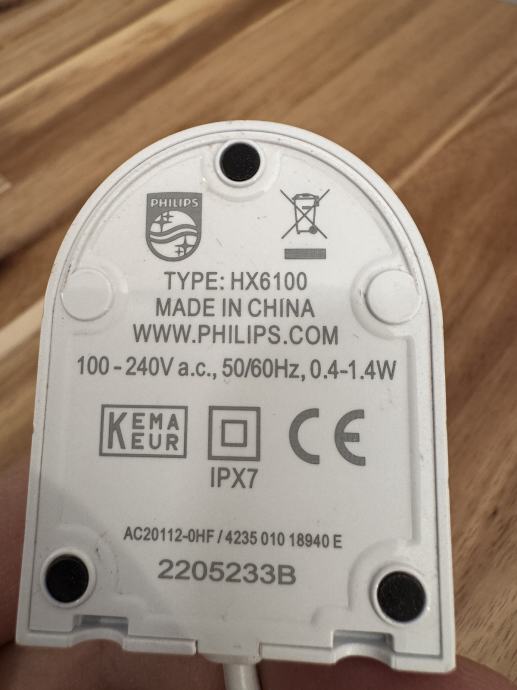 PHILIPS
TYPE: HX6100
MADE IN CHINA
WWW.PHILIPS.COM
100 - 240V a.c., 50/60Hz, 0.4-1.4W
KEMA
EUR
CE
IPX7
AC20112-0HF / 4235 010 18940 E
2205233B